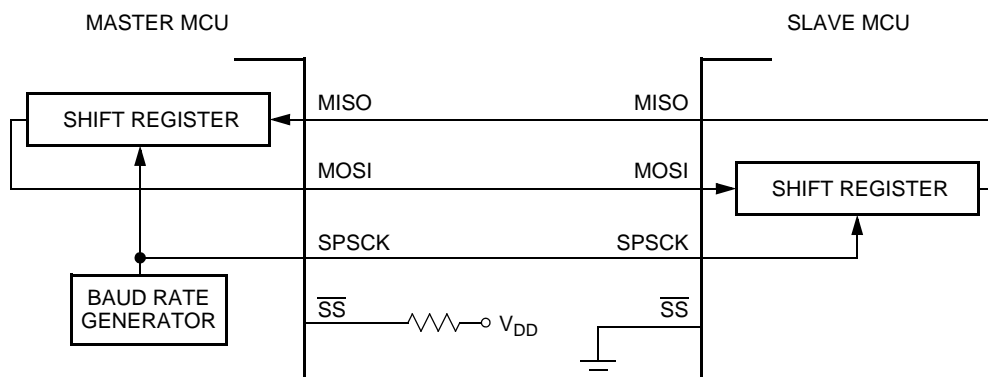 MASTER MCU
SLAVE MCU
SHIFT REGISTER
MISO
MISO
MOSI
MOSI
SHIFT REGISTER
SPSCK
SPSCK
BAUD RATE
GENERATOR
SS
VDD
SS